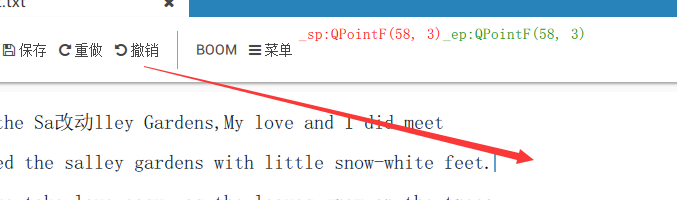 .txt ✖
保存 重做 撤销 BOOM 菜单 _sp:QPointF(58, 3)_ep:QPointF(58, 3)
the Sa改动lley Gardens,My love and I did meet
ed the salley gardens with little snow-white feet.